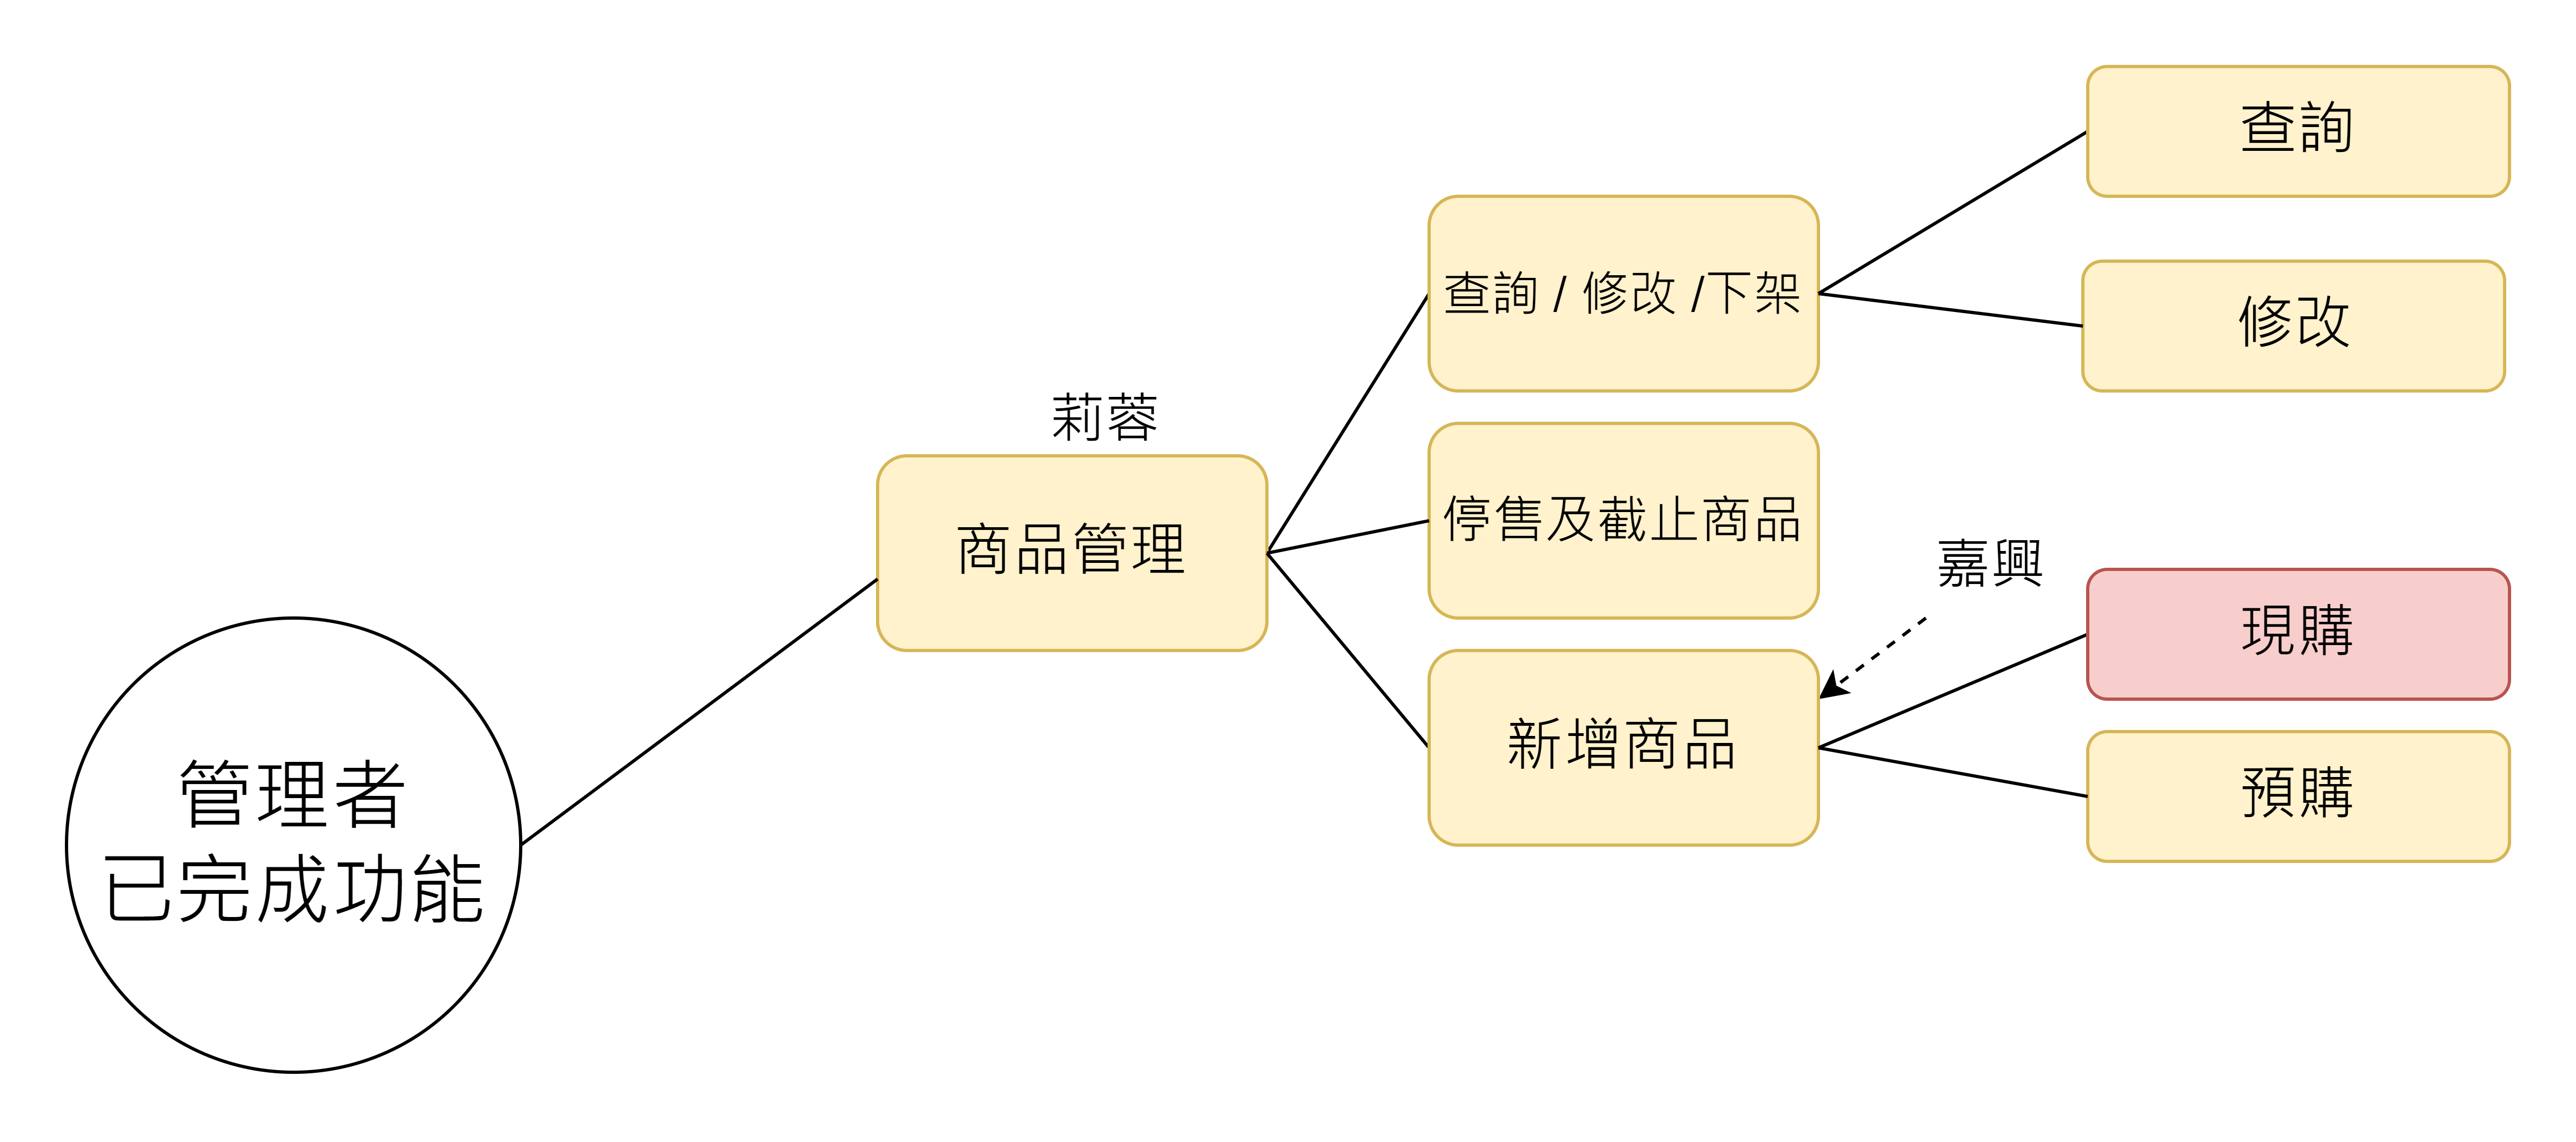 管理者
已完成功能
莉蓉
商品管理
查詢 / 修改 /下架
停售及截止商品
嘉興
新增商品
查詢
修改
現購
預購